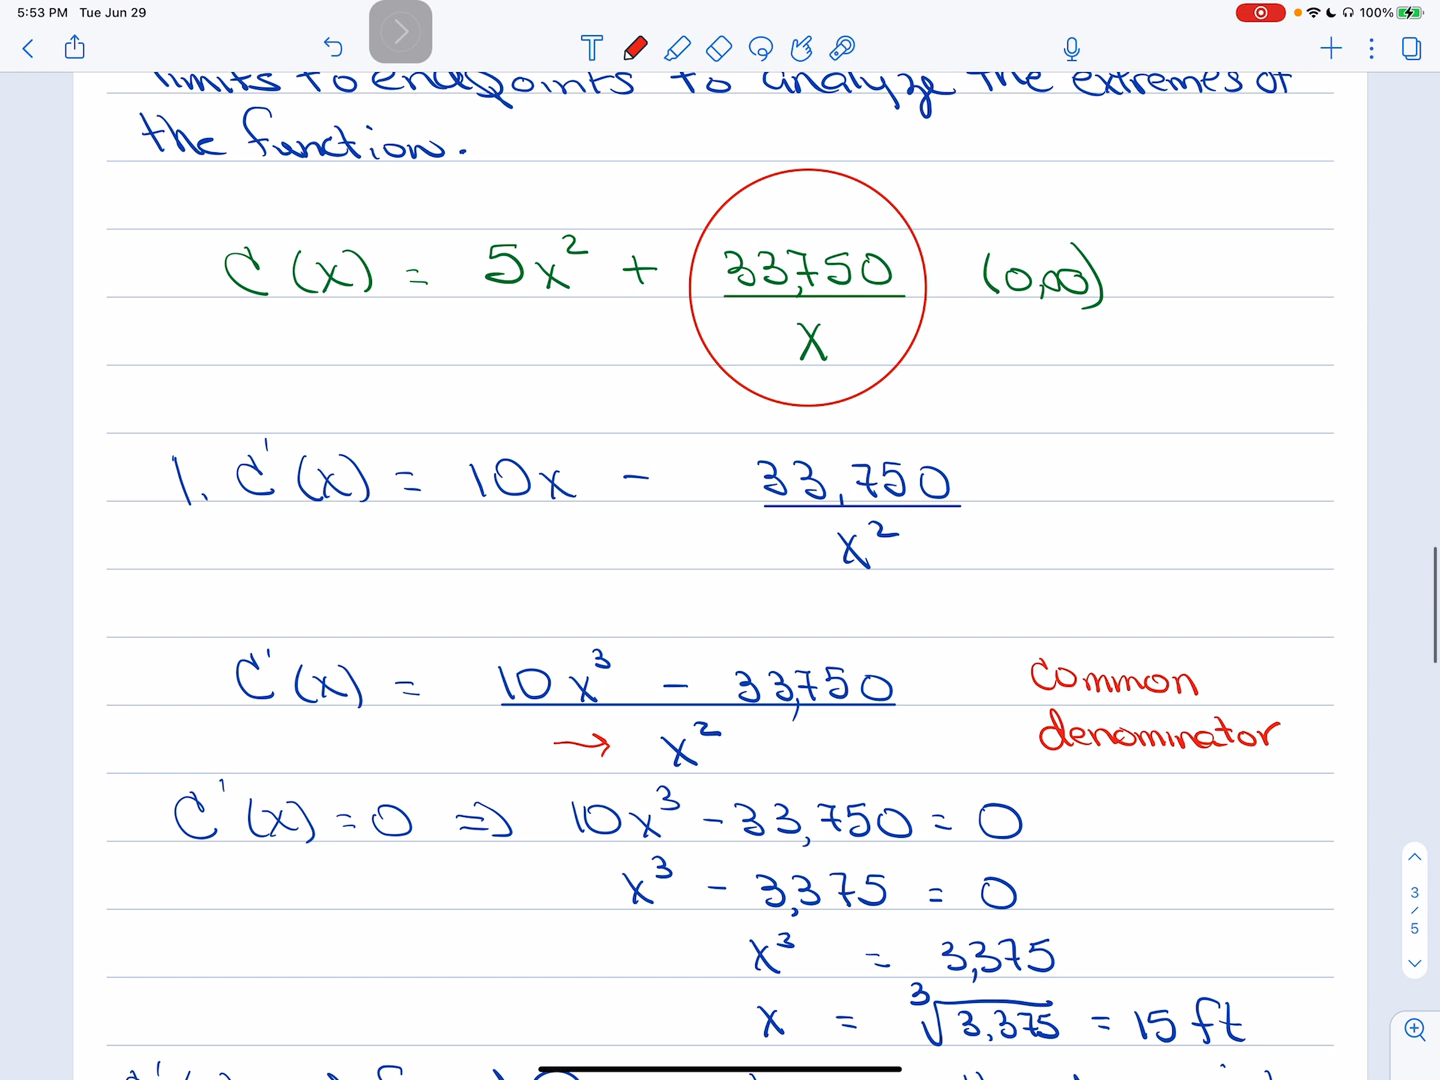 5:53 PM Tue Jun 29
100%
limits to endpoints to analyze the extremes of
the function.
C(x) = 5x² + 33,750/x (0,∞)
1. C'(x) = 10x - 33,750/x²
C'(x) = 10x³ - 33,750 / x² common
→ denominator
C'(x) = 0 ⇒ 10x³ - 33,750 = 0
x³ - 3,375 = 0
x³ = 3,375
x = ³√3,375 = 15 ft
3/5